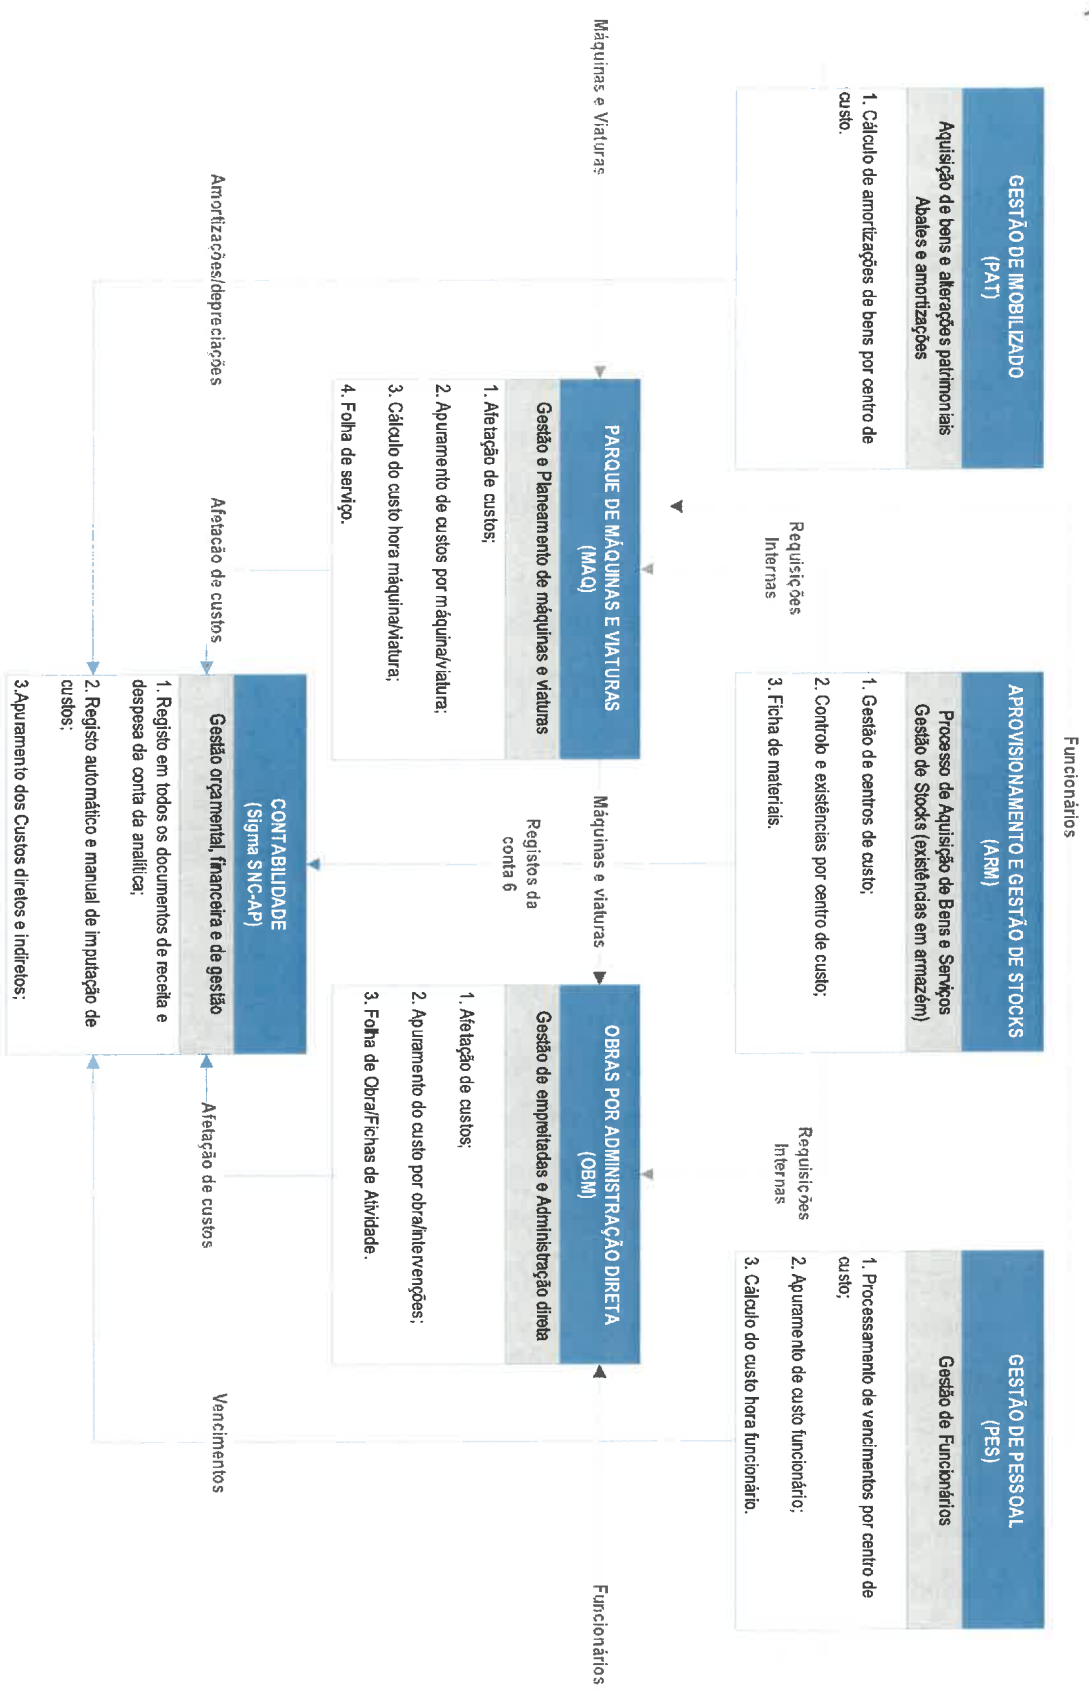 Funcionários
GESTÃO DE IMOBILIZADO
(PAT)
Aquisição de bens e alterações patrimoniais
Abates e amortizações
1. Cálculo de amortizações de bens por centro de
custo.
APROVISIONAMENTO E GESTÃO DE STOCKS
(ARM)
Processo de Aquisição de Bens e Serviços
Gestão de Stocks (existências em armazém)
1. Gestão de centros de custo;
2. Controlo e existências por centro de custo;
3. Ficha de materiais.
GESTÃO DE PESSOAL
(PES)
Gestão de Funcionários
1. Processamento de vencimentos por centro de
custo;
2. Apuramento de custo funcionário;
3. Cálculo do custo hora funcionário.
Requisições
Internas
Requisições
Internas
Máquinas e Viaturas
PARQUE DE MÁQUINAS E VIATURAS
(MAQ)
Gestão e Planeamento de máquinas e viaturas
1. Afetação de custos;
2. Apuramento de custos por máquina/viatura;
3. Cálculo do custo hora máquina/viatura;
4. Folha de serviço.
Máquinas e viaturas
Registos da
conta 6
OBRAS POR ADMINISTRAÇÃO DIRETA
(OBM)
Gestão de empreitadas e Administração direta
1. Afetação de custos;
2. Apuramento do custo por obra/intervenções;
3. Folha de Obra/Fichas de Atividade.
Funcionários
Amortizações/depreciações
Afetação de custos
CONTABILIDADE
(Sigma SNC-AP)
Gestão orçamental, financeira e de gestão
1. Registo em todos os documentos de receita e
despesa da conta da analítica;
2. Registo automático e manual de imputação de
custos;
3.Apuramento dos Custos diretos e indiretos;
Afetação de custos
Vencimentos